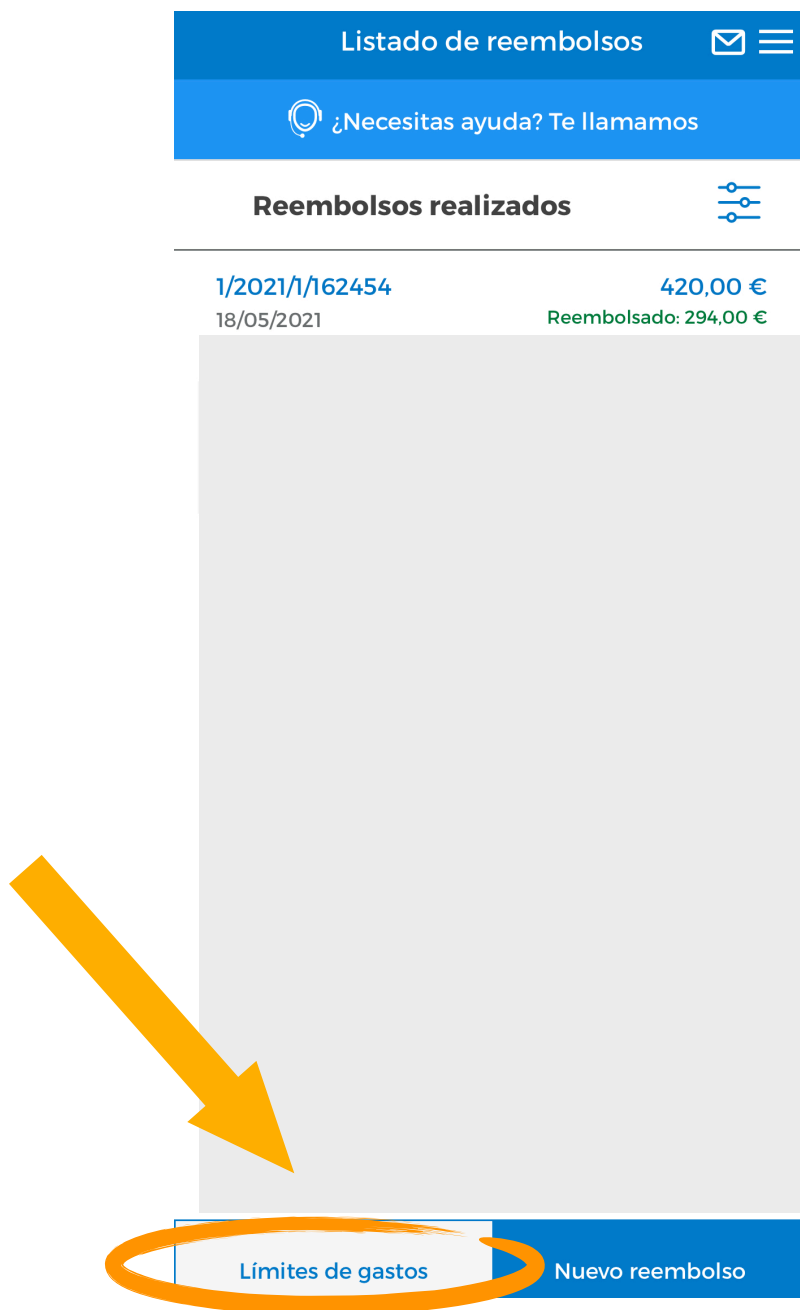 Listado de reembolsos
¿Necesitas ayuda? Te llamamos
Reembolsos realizados
1/2021/1/162454 420,00 €
18/05/2021 Reembolsado: 294,00 €
Límites de gastos Nuevo reembolso